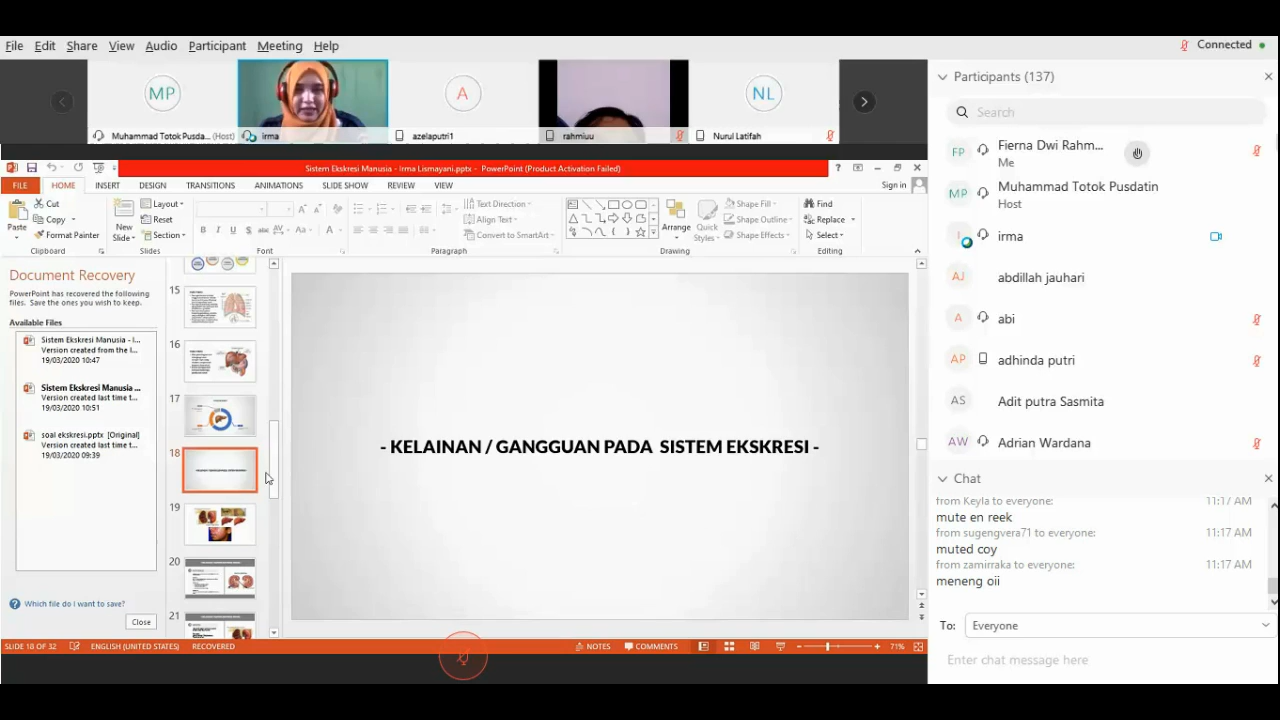 File Edit Share View Audio Participant Meeting Help
Connected
MP
A
NL
Muhammad Totok Pusda... (Host)
irma
azelaputri1
rahmiuu
Nurul Latifah
Sistem Ekskresi Manusia - Irma Lismayani.pptx - PowerPoint (Product Activation Failed)
FILE HOME INSERT DESIGN TRANSITIONS ANIMATIONS SLIDE SHOW REVIEW VIEW
Sign in
Paste
Cut
Copy
Format Painter
Clipboard
New Slide
Layout
Reset
Section
Slides
Font
Text Direction
Align Text
Convert to SmartArt
Paragraph
Arrange
Quick Styles
Shape Fill
Shape Outline
Shape Effects
Drawing
Find
Replace
Select
Editing
Document Recovery
PowerPoint has recovered the following
files. Save the ones you wish to keep.
Available Files
Sistem Ekskresi Manusia - I...
Version created from the l...
19/03/2020 10:47
Sistem Ekskresi Manusia ...
Version created last time t...
19/03/2020 10:51
soal ekskresi.pptx [Original]
Version created last time t...
19/03/2020 09:39
Which file do I want to save?
Close
15
16
17
18
19
20
21
- KELAINAN / GANGGUAN PADA SISTEM EKSKRESI -
SLIDE 18 OF 32
ENGLISH (UNITED STATES)
RECOVERED
NOTES
COMMENTS
71%
Participants (137)
Search
FP
Fierna Dwi Rahm...
Me
MP
Muhammad Totok Pusdatin
Host
I
irma
AJ
abdillah jauhari
A
abi
AP
adhinda putri
AS
Adit putra Sasmita
AW
Adrian Wardana
Chat
from Keyla to everyone: 11:17 AM
mute en reek
from sugengvera71 to everyone: 11:17 AM
muted coy
from zamirraka to everyone: 11:17 AM
meneng oii
To: Everyone
Enter chat message here